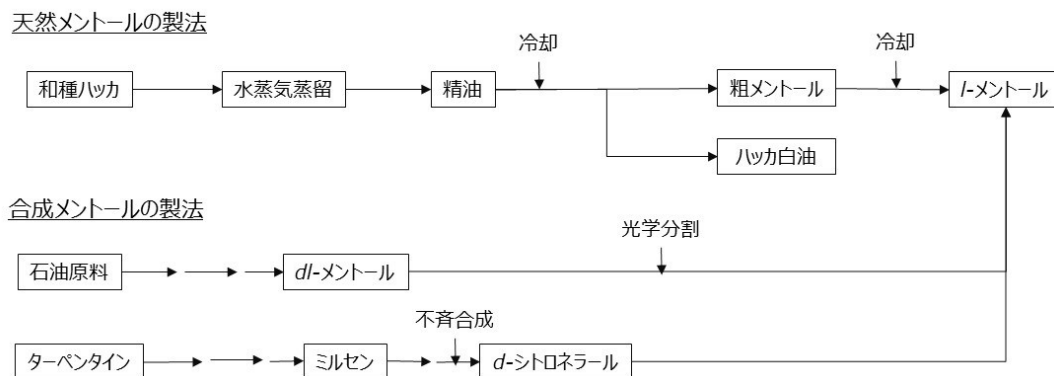 天然メントールの製法
冷却
冷却
和種ハッカ
水蒸気蒸留
精油
粗メントール
l-メントール
ハッカ白油
合成メントールの製法
光学分割
石油原料
dl-メントール
不斉合成
ターペンタイン
ミルセン
d-シトロネラール